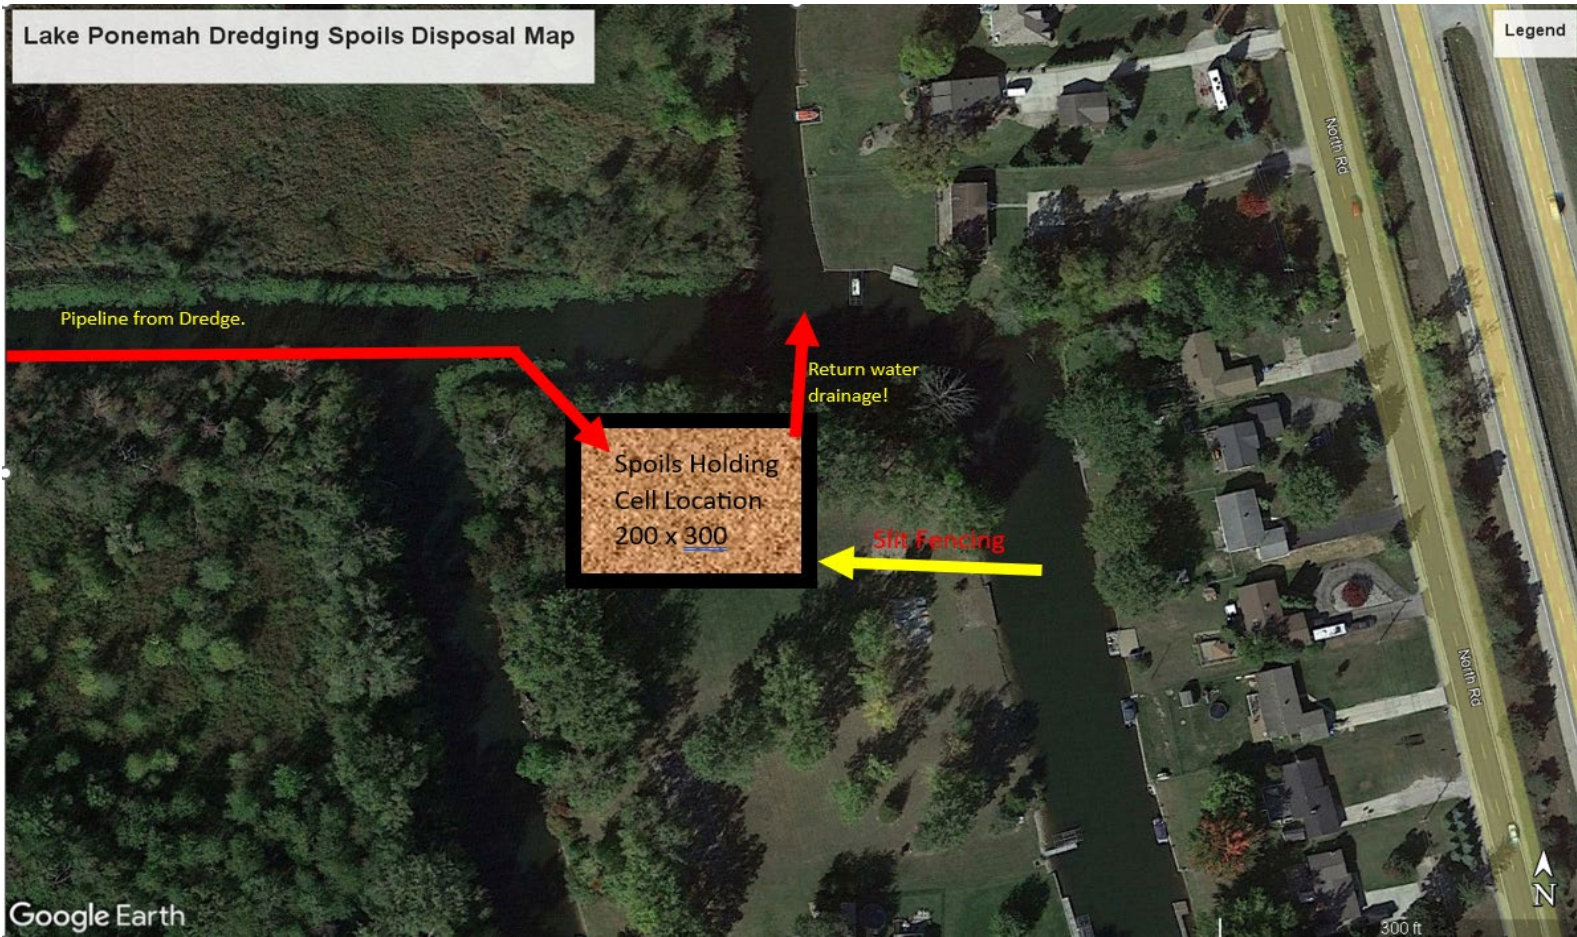 Lake Ponemah Dredging Spoils Disposal Map
Legend
North Rd
Pipeline from Dredge.
Return water
drainage!
Spoils Holding
Cell Location
200 x 300
Slit Fencing
North Rd
N
Google Earth
300 ft